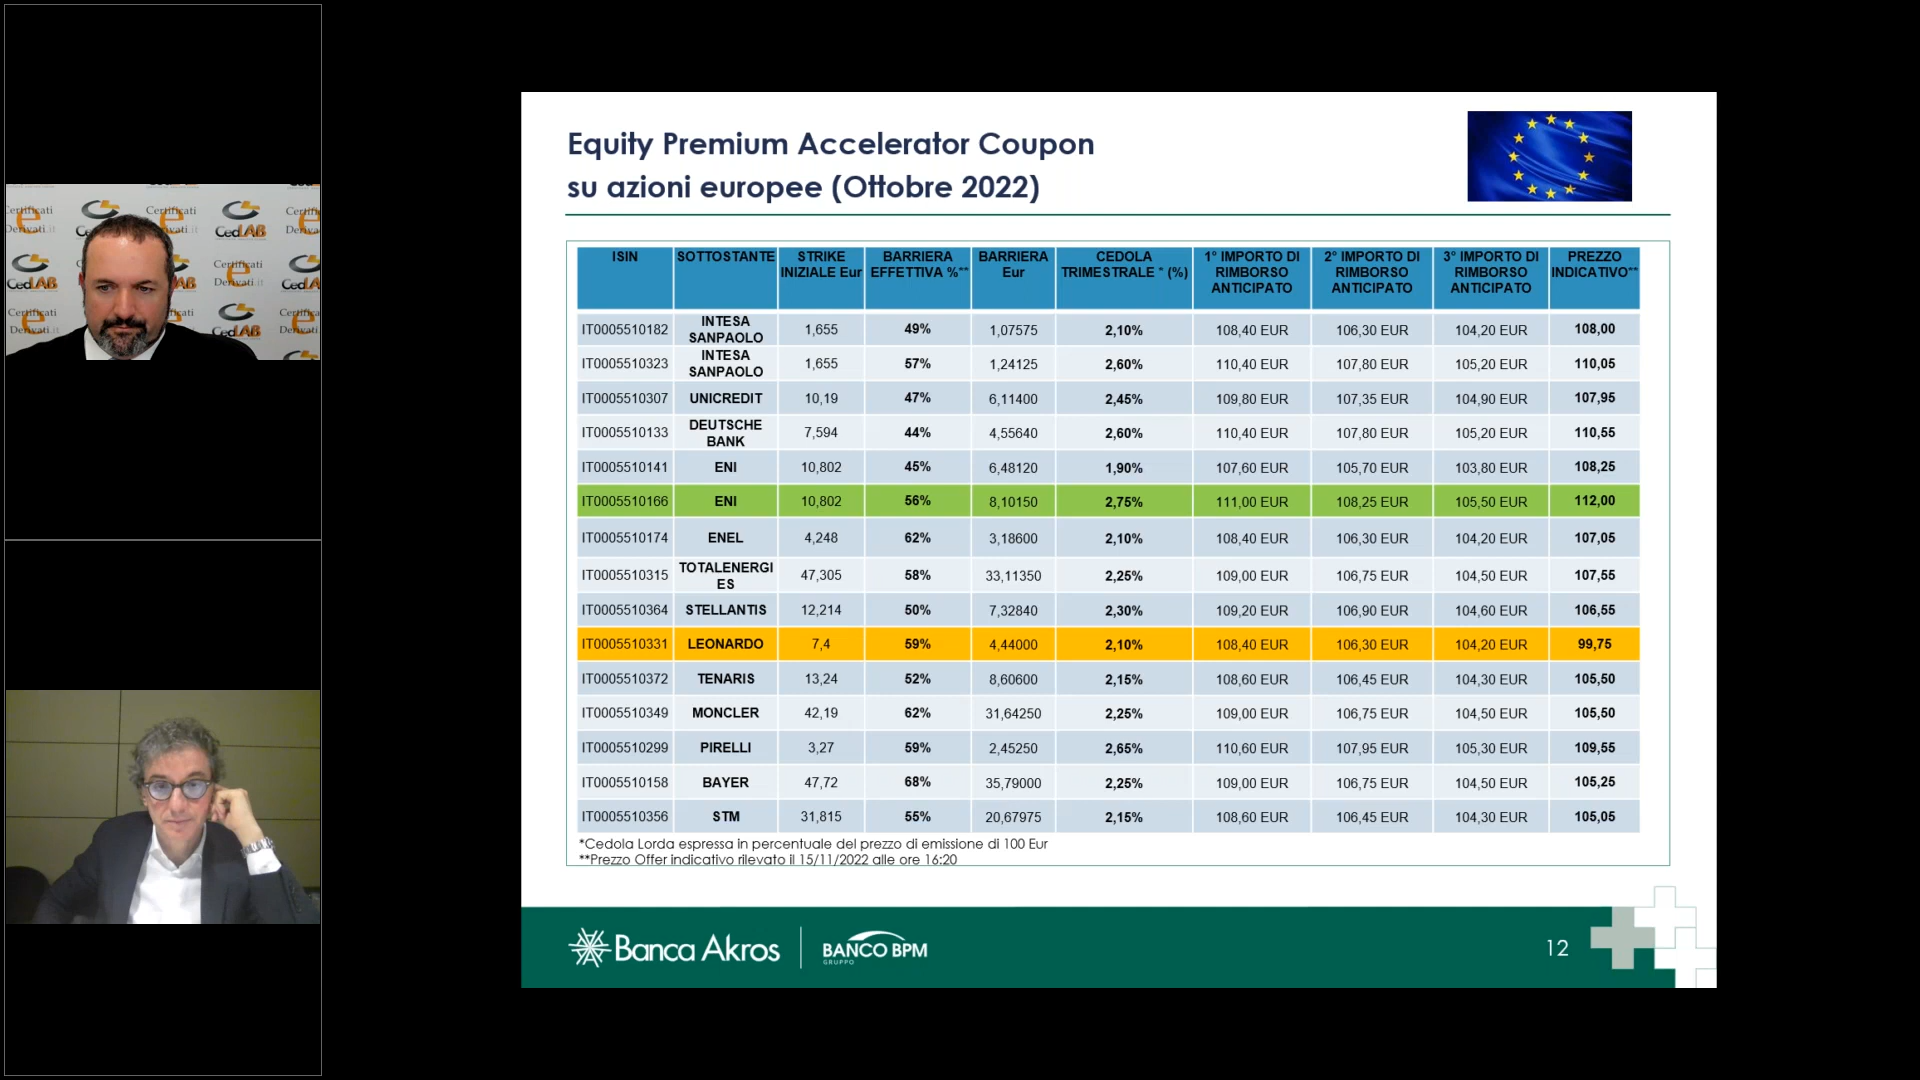 Certificati
Derivati.it
CedLAB
Certificati
Derivati.it
CedLAB
Certificati
Derivati.it
CedLAB
Certificati
Derivati.it
CedLAB
Equity Premium Accelerator Coupon
su azioni europee (Ottobre 2022)
ISIN SOTTOSTANTE STRIKE INIZIALE Eur BARRIERA EFFETTIVA %** BARRIERA Eur CEDOLA TRIMESTRALE * (%) 1° IMPORTO DI RIMBORSO ANTICIPATO 2° IMPORTO DI RIMBORSO ANTICIPATO 3° IMPORTO DI RIMBORSO ANTICIPATO PREZZO INDICATIVO**
IT0005510182 INTESA SANPAOLO 1,655 49% 1,07575 2,10% 108,40 EUR 106,30 EUR 104,20 EUR 108,00
IT0005510323 INTESA SANPAOLO 1,655 57% 1,24125 2,60% 110,40 EUR 107,80 EUR 105,20 EUR 110,05
IT0005510307 UNICREDIT 10,19 47% 6,11400 2,45% 109,80 EUR 107,35 EUR 104,90 EUR 107,95
IT0005510133 DEUTSCHE BANK 7,594 44% 4,55640 2,60% 110,40 EUR 107,80 EUR 105,20 EUR 110,55
IT0005510141 ENI 10,802 45% 6,48120 1,90% 107,60 EUR 105,70 EUR 103,80 EUR 108,25
IT0005510166 ENI 10,802 56% 8,10150 2,75% 111,00 EUR 108,25 EUR 105,50 EUR 112,00
IT0005510174 ENEL 4,248 62% 3,18600 2,10% 108,40 EUR 106,30 EUR 104,20 EUR 107,05
IT0005510315 TOTALENERGIES 47,305 58% 33,11350 2,25% 109,00 EUR 106,75 EUR 104,50 EUR 107,55
IT0005510364 STELLANTIS 12,214 50% 7,32840 2,30% 109,20 EUR 106,90 EUR 104,60 EUR 106,55
IT0005510331 LEONARDO 7,4 59% 4,44000 2,10% 108,40 EUR 106,30 EUR 104,20 EUR 99,75
IT0005510372 TENARIS 13,24 52% 8,60600 2,15% 108,60 EUR 106,45 EUR 104,30 EUR 105,50
IT0005510349 MONCLER 42,19 62% 31,64250 2,25% 109,00 EUR 106,75 EUR 104,50 EUR 105,50
IT0005510299 PIRELLI 3,27 59% 2,45250 2,65% 110,60 EUR 107,95 EUR 105,30 EUR 109,55
IT0005510158 BAYER 47,72 68% 35,79000 2,25% 109,00 EUR 106,75 EUR 104,50 EUR 105,25
IT0005510356 STM 31,815 55% 20,67975 2,15% 108,60 EUR 106,45 EUR 104,30 EUR 105,05
*Cedola Lorda espressa in percentuale del prezzo di emissione di 100 Eur
**Prezzo Offer indicativo rilevato il 15/11/2022 alle ore 16:20
Banca Akros
BANCO BPM
GRUPPO
12